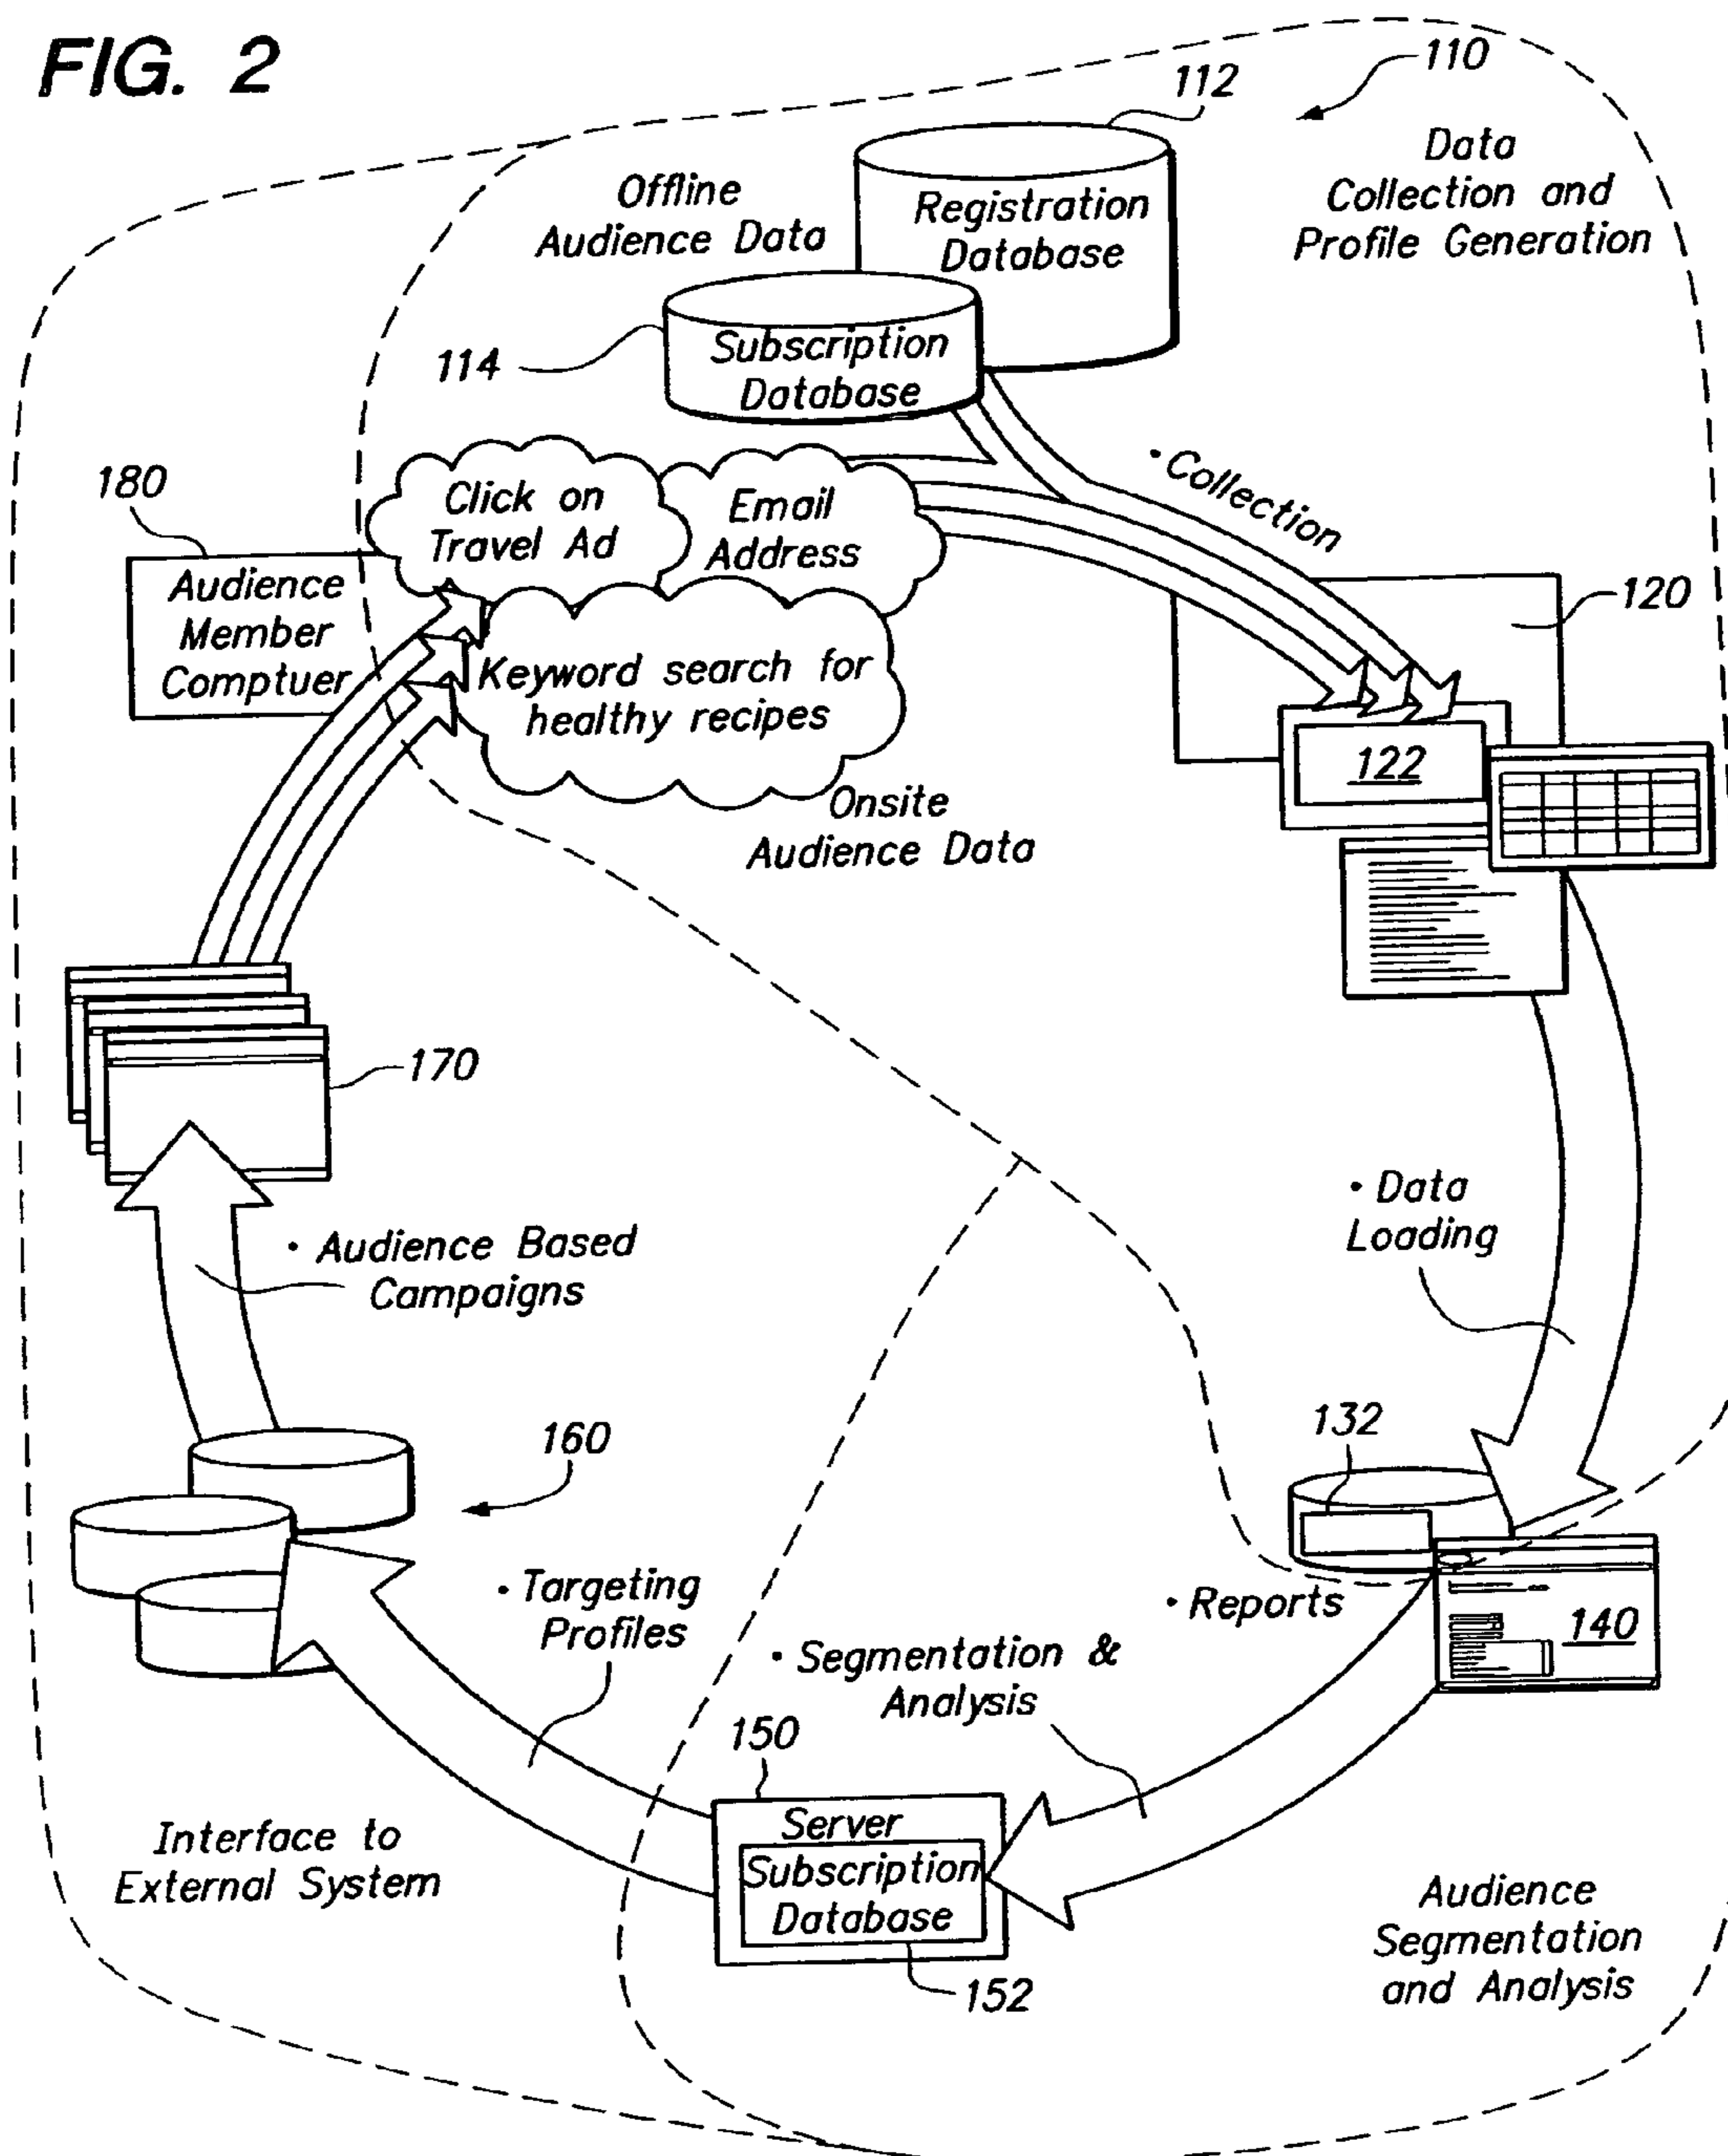 FIG. 2
110
112
Data
Collection and
Profile Generation
Offline
Audience Data
Registration
Database
114
Subscription
Database
180
Click on
Travel Ad
Email
Address
• Collection
Audience
Member
Comptuer
120
Keyword search for
healthy recipes
122
Onsite
Audience Data
170
• Data
Loading
• Audience Based
Campaigns
132
160
• Targeting
Profiles
• Reports
140
• Segmentation &
Analysis
150
Server
Subscription
Database
152
Interface to
External System
Audience
Segmentation
and Analysis